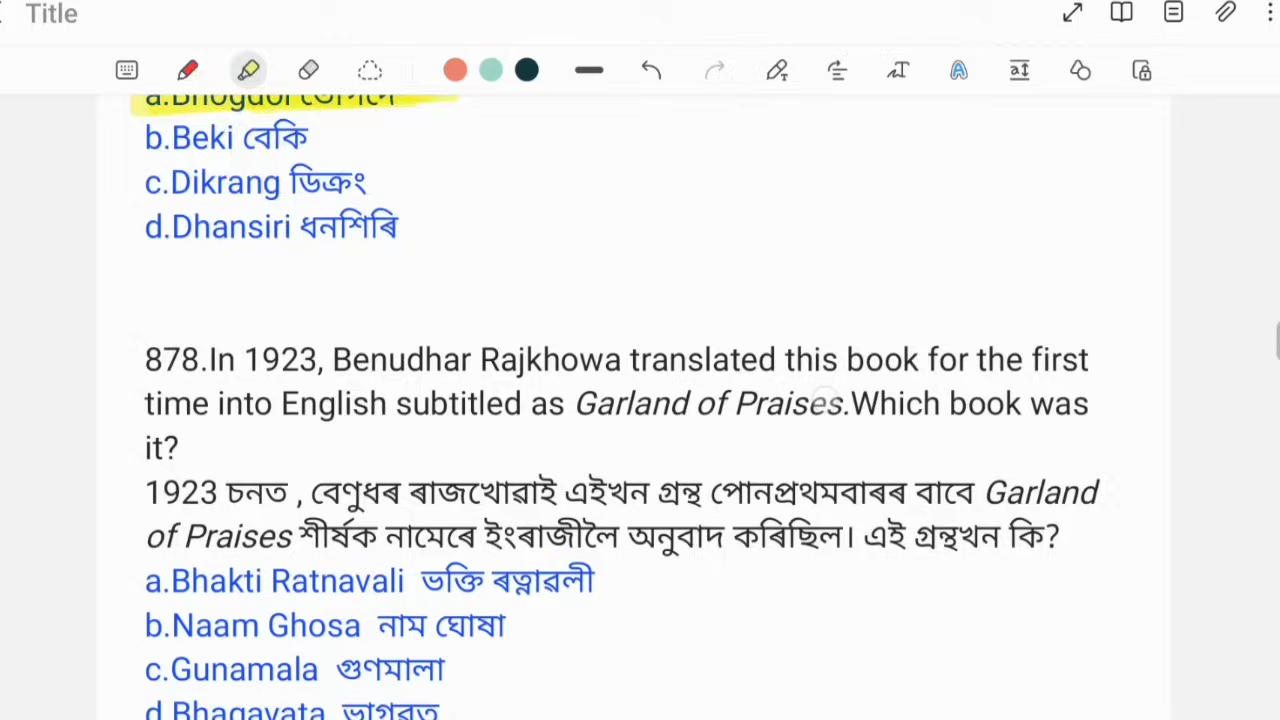 Title
a.Bhogdoi ভোগদৈ
b.Beki বেকি
c.Dikrang ডিক্ৰং
d.Dhansiri ধনশিৰি
878.In 1923, Benudhar Rajkhowa translated this book for the first
time into English subtitled as Garland of Praises.Which book was
it?
1923 চনত , বেণুধৰ ৰাজখোৱাই এইখন গ্ৰন্থ পোনপ্ৰথমবাৰৰ বাবে Garland
of Praises শীৰ্ষক নামেৰে ইংৰাজীলৈ অনুবাদ কৰিছিল। এই গ্ৰন্থখন কি?
a.Bhakti Ratnavali ভক্তি ৰত্নাৱলী
b.Naam Ghosa নাম ঘোষা
c.Gunamala গুণমালা
d.Bhagavata ভাগৱত